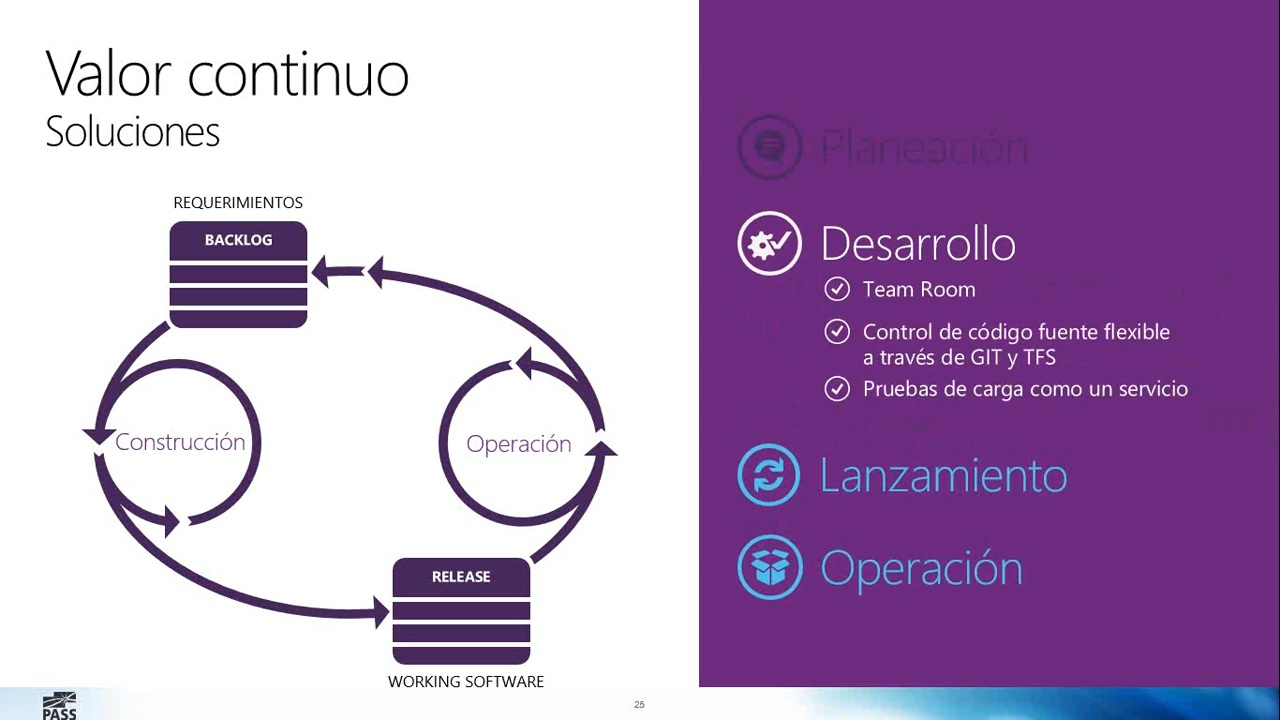 Valor continuo
Soluciones
REQUERIMIENTOS
BACKLOG
Construcción
Operación
RELEASE
WORKING SOFTWARE
Planeación
Desarrollo
Team Room
Control de código fuente flexible
a través de GIT y TFS
Pruebas de carga como un servicio
Lanzamiento
Operación
PASS
25